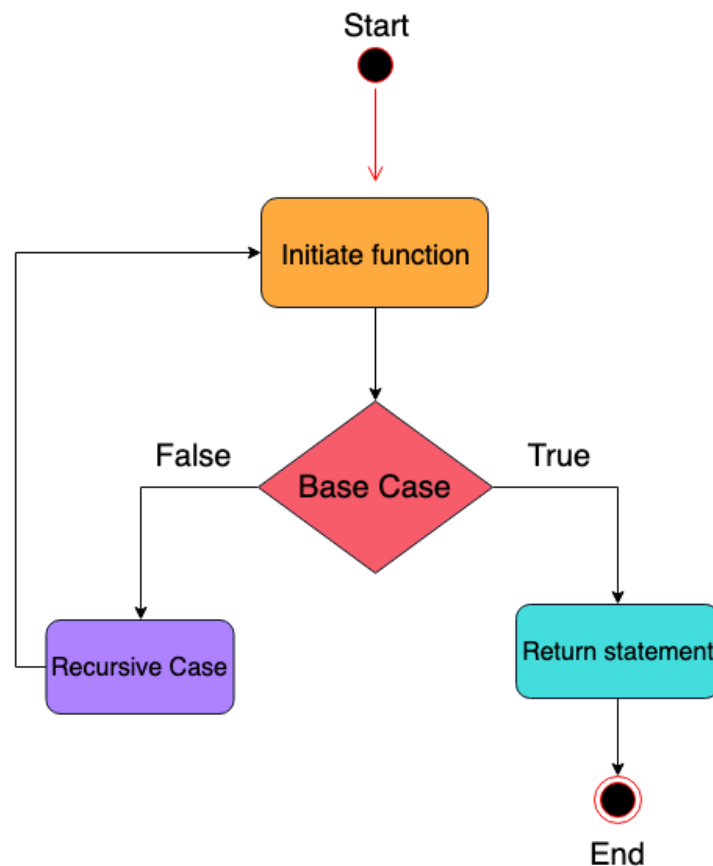 Start
Initiate function
False
True
Base Case
Recursive Case
Return statement
End